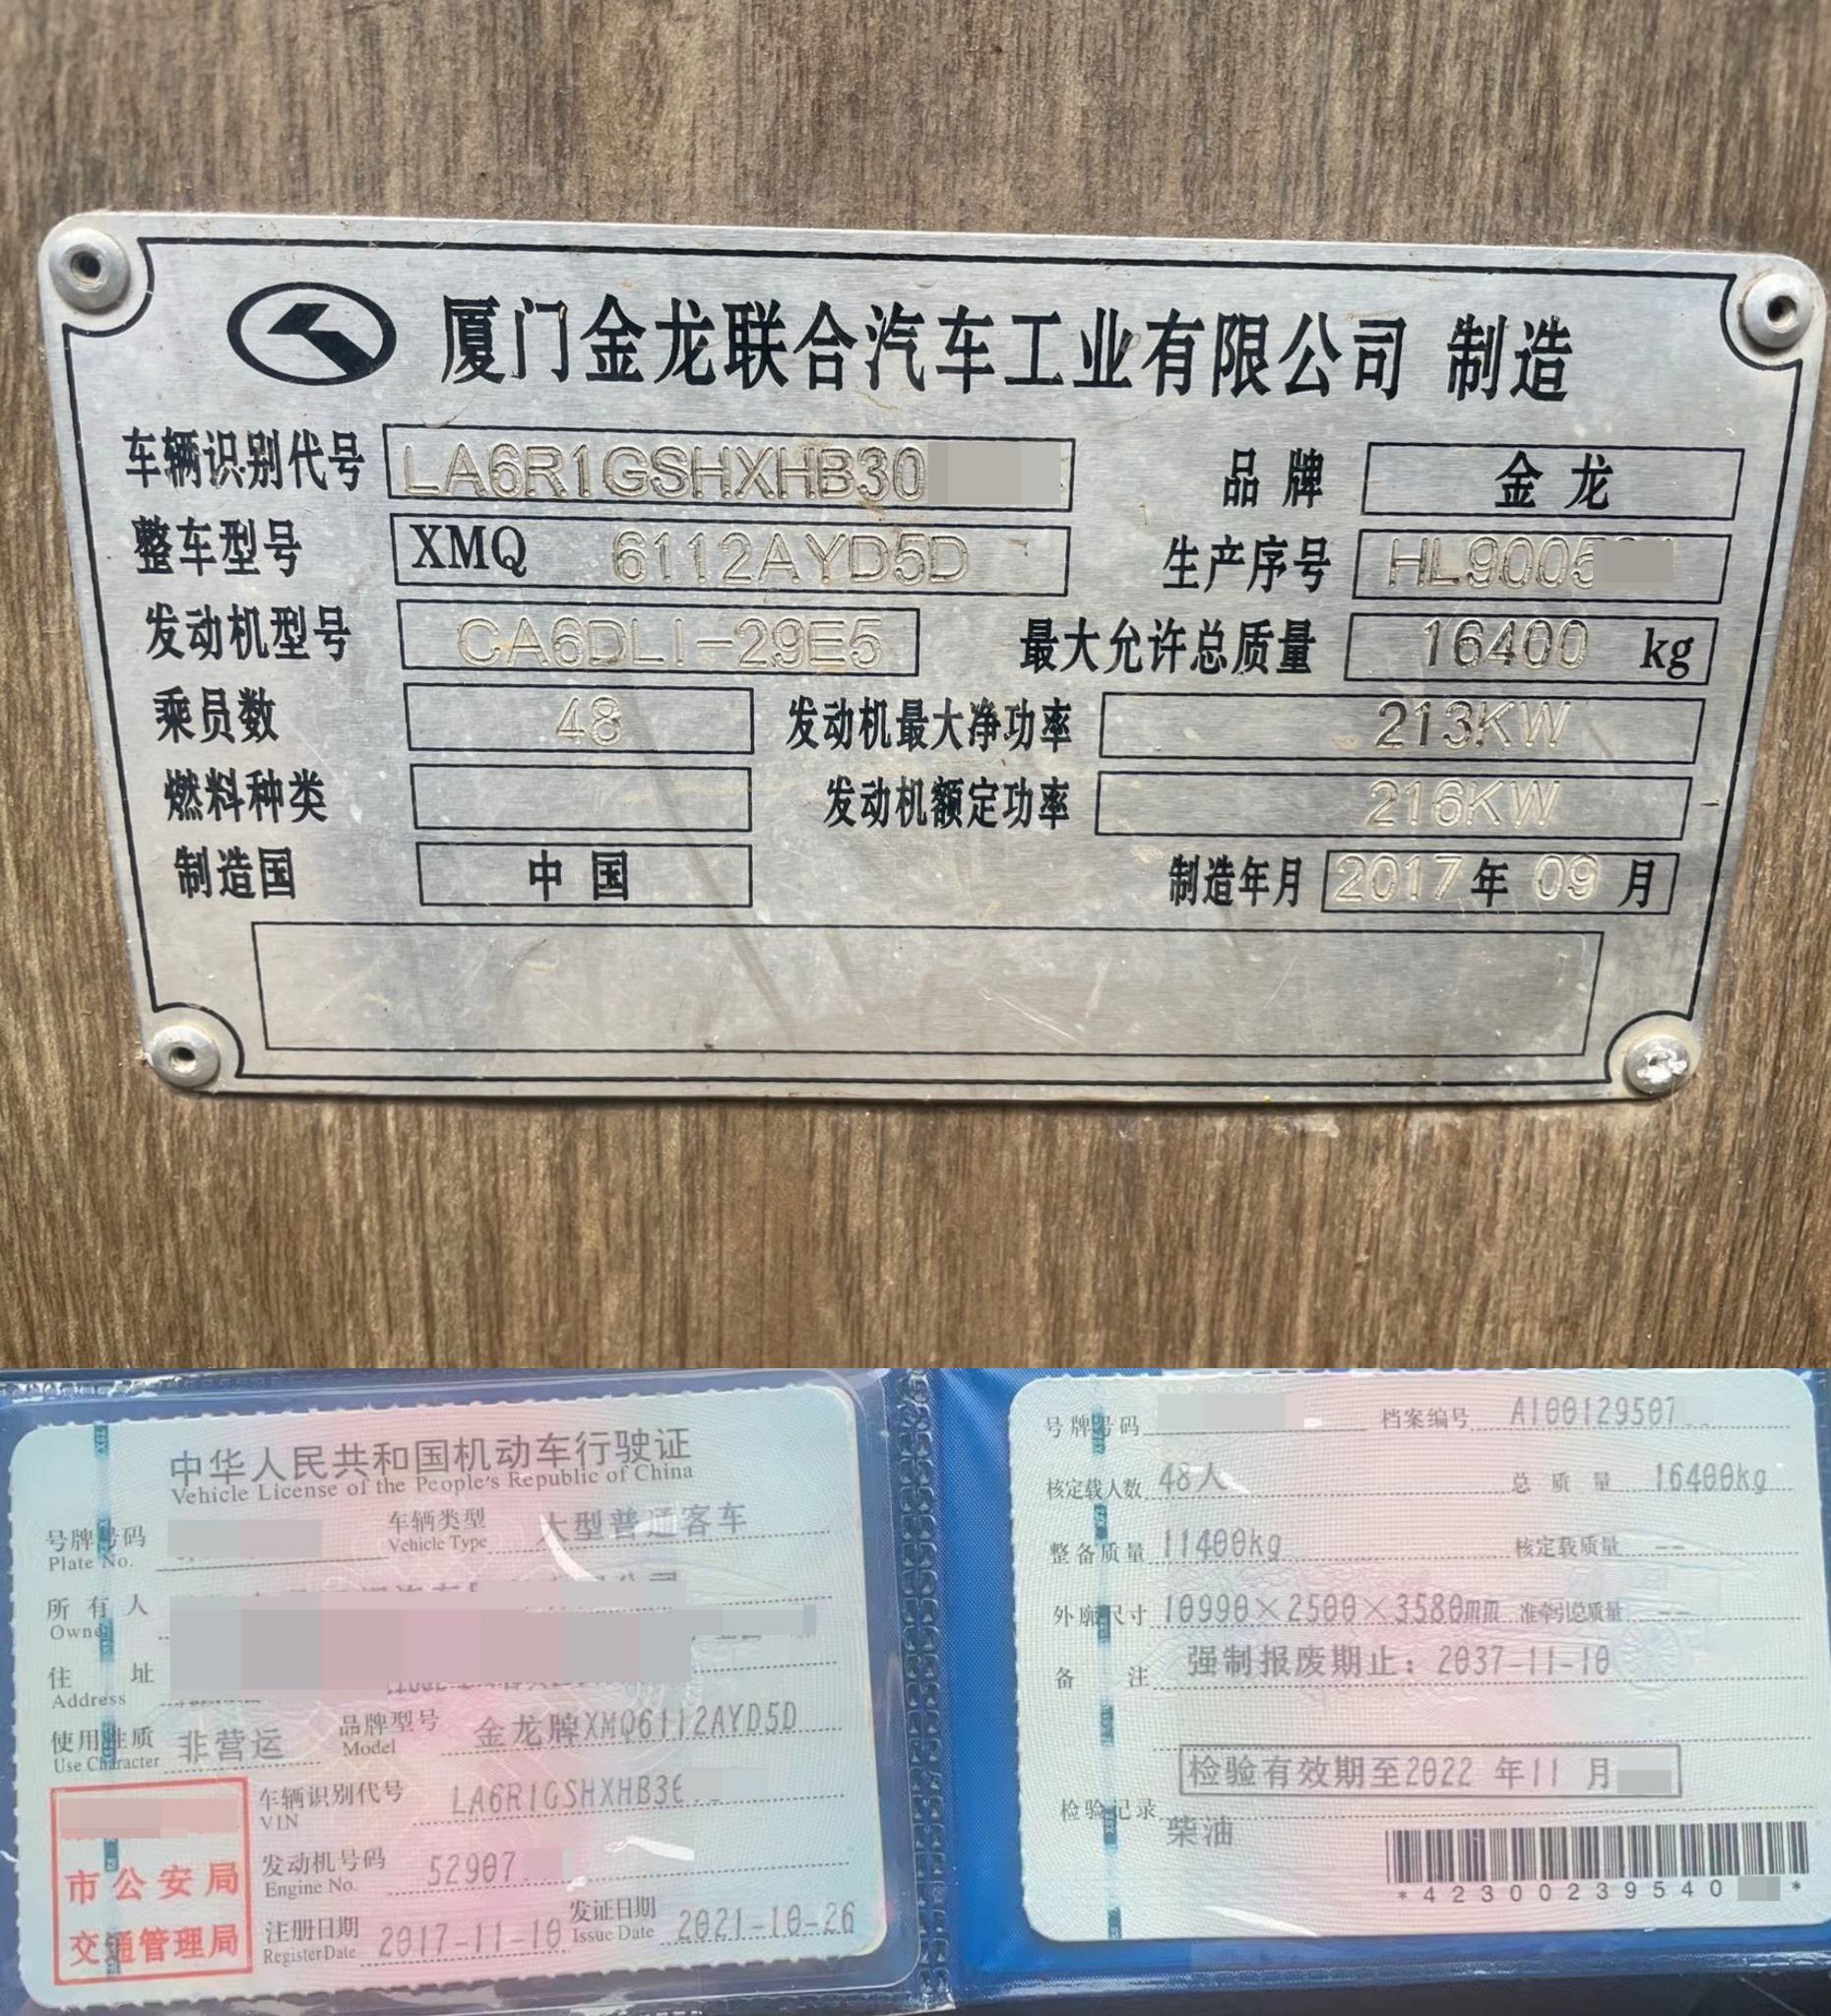 厦门金龙联合汽车工业有限公司 制造
车辆识别代号 LA6R1GSHXHB30 品牌 金龙
整车型号 XMQ 6112AYD5D 生产序号 HL9005
发动机型号 CA6DL1-29E5 最大允许总质量 16400 kg
乘员数 48 发动机最大净功率 213KW
燃料种类 发动机额定功率 216KW
制造国 中国 制造年月 2017年09月
中华人民共和国机动车行驶证
Vehicle License of the People's Republic of China
号牌号码 车辆类型 大型普通客车
Plate No. Vehicle Type
所有人
Owner
住址
Address
使用性质 非营运 品牌型号 金龙牌XMQ6112AYD5D
Use Character Model
车辆识别代号 LA6R1GSHXHB3
VIN
发动机号码 52907
Engine No.
市公安局
交通管理局
注册日期 2017-11-10 发证日期 2021-10-26
Register Date Issue Date
号牌号码 档案编号 A100129507
核定载人数 48人 总质量 16400kg
整备质量 11400kg 核定载质量 --
外廓尺寸 10990×2500×3580mm 准牵引总质量 --
备注 强制报废期止：2037-11-10
检验有效期至2022年11月
检验记录
柴油
*42300239540 *